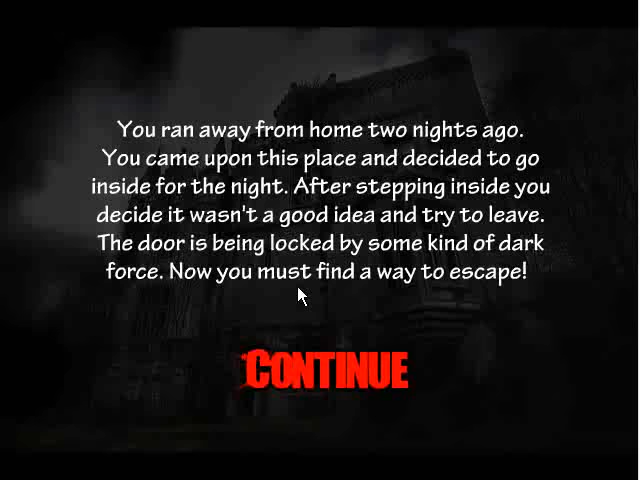 You ran away from home two nights ago.
You came upon this place and decided to go
inside for the night. After stepping inside you
decide it wasn't a good idea and try to leave.
The door is being locked by some kind of dark
force. Now you must find a way to escape!
CONTINUE